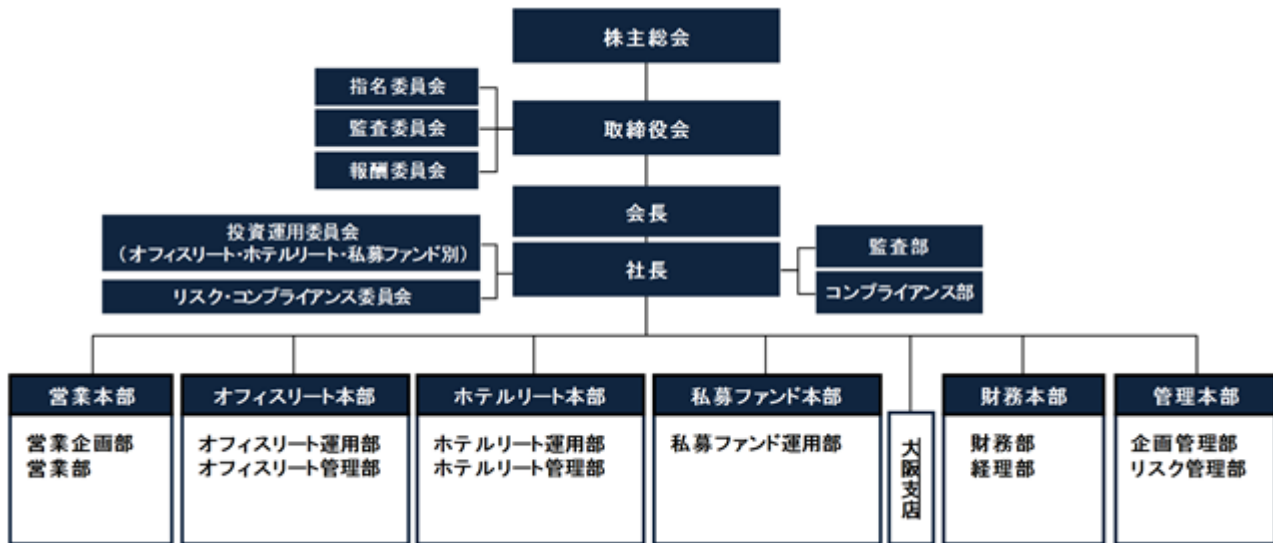 株主総会
指名委員会
監査委員会
報酬委員会
取締役会
会長
投資運用委員会
(オフィスリート・ホテルリート・私募ファンド別)
リスク・コンプライアンス委員会
社長
監査部
コンプライアンス部
営業本部
営業企画部
営業部
オフィスリート本部
オフィスリート運用部
オフィスリート管理部
ホテルリート本部
ホテルリート運用部
ホテルリート管理部
私募ファンド本部
私募ファンド運用部
大阪支店
財務本部
財務部
経理部
管理本部
企画管理部
リスク管理部